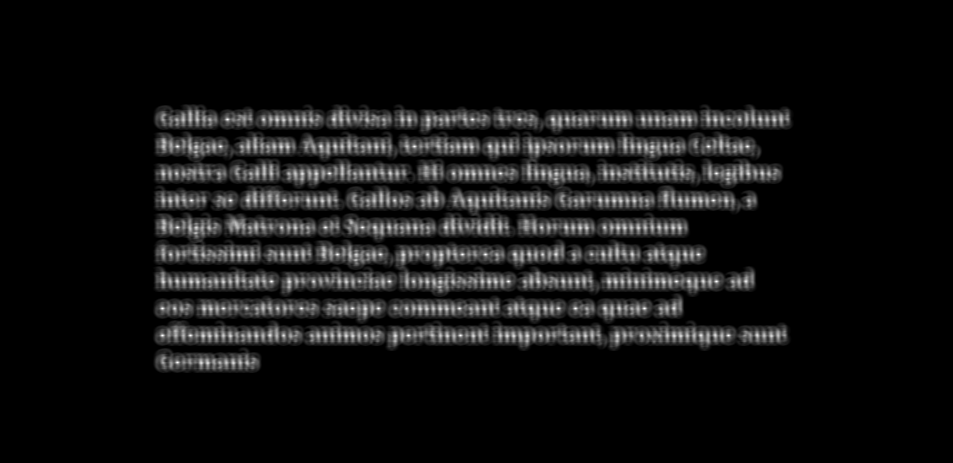 Gallia est omnis divisa in partes tres, quarum unam incolunt
Belgae, aliam Aquitani, tertiam qui ipsorum lingua Celtae,
nostra Galli appellantur. Hi omnes lingua, institutis, legibus
inter se differunt. Gallos ab Aquitanis Garumna flumen, a
Belgis Matrona et Sequana dividit. Horum omnium
fortissimi sunt Belgae, propterea quod a cultu atque
humanitate provinciae longissime absunt, minimeque ad
eos mercatores saepe commeant atque ea quae ad
effeminandos animos pertinent important, proximique sunt
Germanis